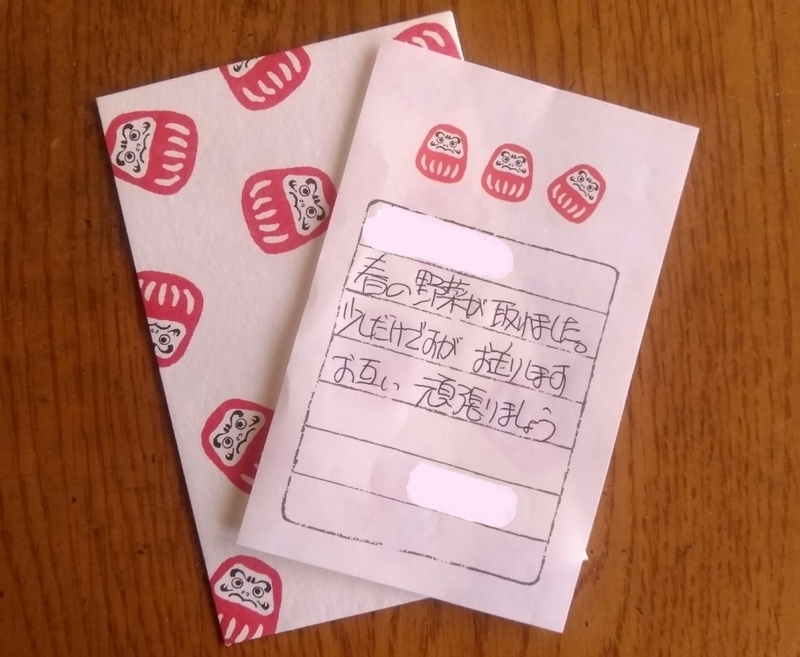 春の野菜が取れました。
少しだけですが お送りします
お互い 頑張りましょう